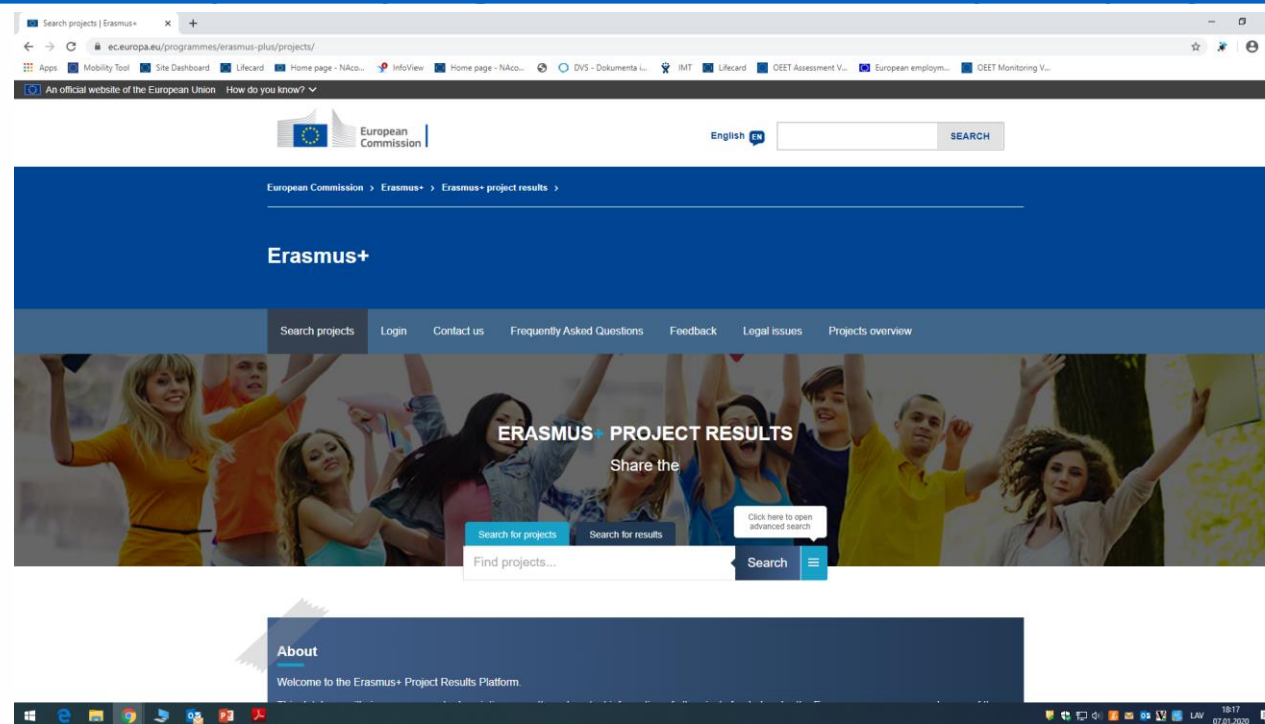 Search projects | Erasmus+
ec.europa.eu/programmes/erasmus-plus/projects/
Apps Mobility Tool Site Dashboard Lifecard Home page - NAco... InfoView Home page - NAco... DVS - Dokumenta i... IMT Lifecard OEET Assessment V... European employm... OEET Monitoring V...
An official website of the European Union How do you know?
European
Commission
English EN
SEARCH
European Commission > Erasmus+ > Erasmus+ project results >
Erasmus+
Search projects Login Contact us Frequently Asked Questions Feedback Legal issues Projects overview
ERASMUS+ PROJECT RESULTS
Share the
Click here to open
advanced search
Search for projects Search for results
Find projects... Search
About
Welcome to the Erasmus+ Project Results Platform.
LAV
18:17
07.01.2020